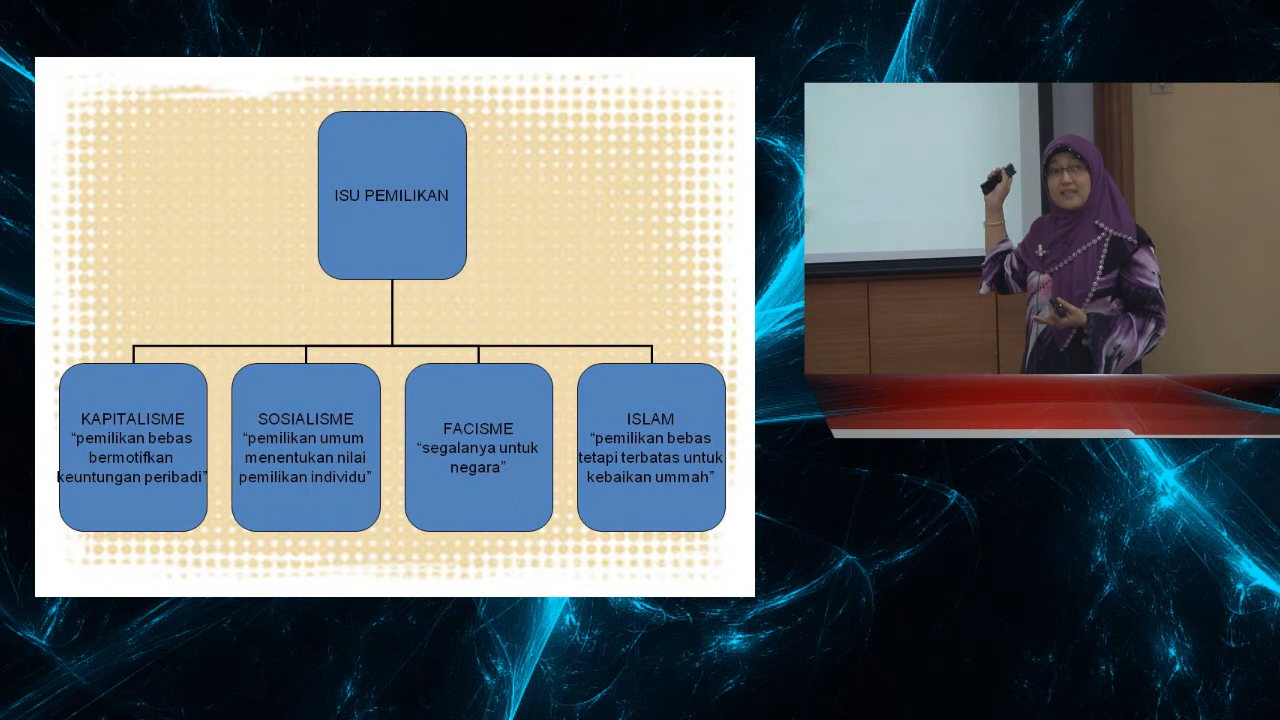 ISU PEMILIKAN
KAPITALISME
“pemilikan bebas
bermotifkan
keuntungan peribadi”
SOSIALISME
“pemilikan umum
menentukan nilai
pemilikan individu”
FACISME
“segalanya untuk
negara”
ISLAM
“pemilikan bebas
tetapi terbatas untuk
kebaikan ummah”